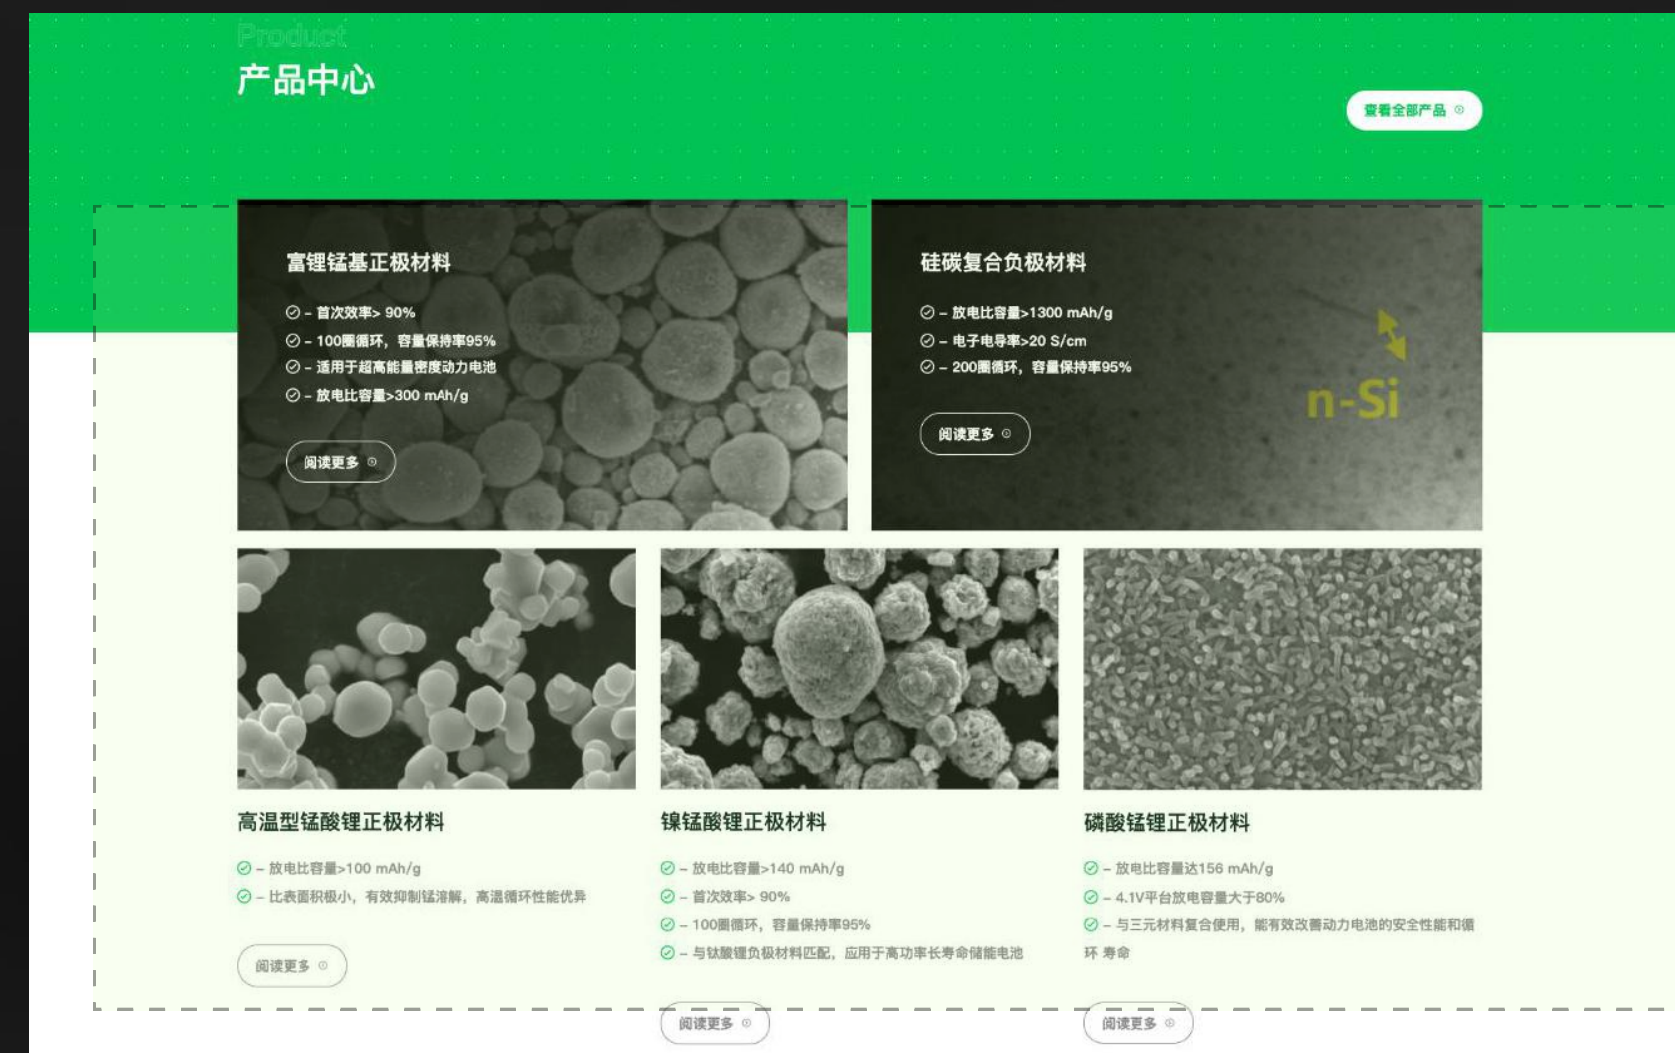 Product
产品中心
查看全部产品
富锂锰基正极材料
– 首次效率> 90%
– 100圈循环，容量保持率95%
– 适用于超高能量密度动力电池
– 放电比容量>300 mAh/g
阅读更多
硅碳复合负极材料
– 放电比容量>1300 mAh/g
– 电子电导率>20 S/cm
– 200圈循环，容量保持率95%
阅读更多
n-Si
高温型锰酸锂正极材料
– 放电比容量>100 mAh/g
– 比表面积极小，有效抑制锰溶解，高温循环性能优异
阅读更多
镍锰酸锂正极材料
– 放电比容量>140 mAh/g
– 首次效率> 90%
– 100圈循环，容量保持率95%
– 与钛酸锂负极材料匹配，应用于高功率长寿命储能电池
阅读更多
磷酸锰锂正极材料
– 放电比容量达156 mAh/g
– 4.1V平台放电容量大于80%
– 与三元材料复合使用，能有效改善动力电池的安全性能和循
环 寿命
阅读更多